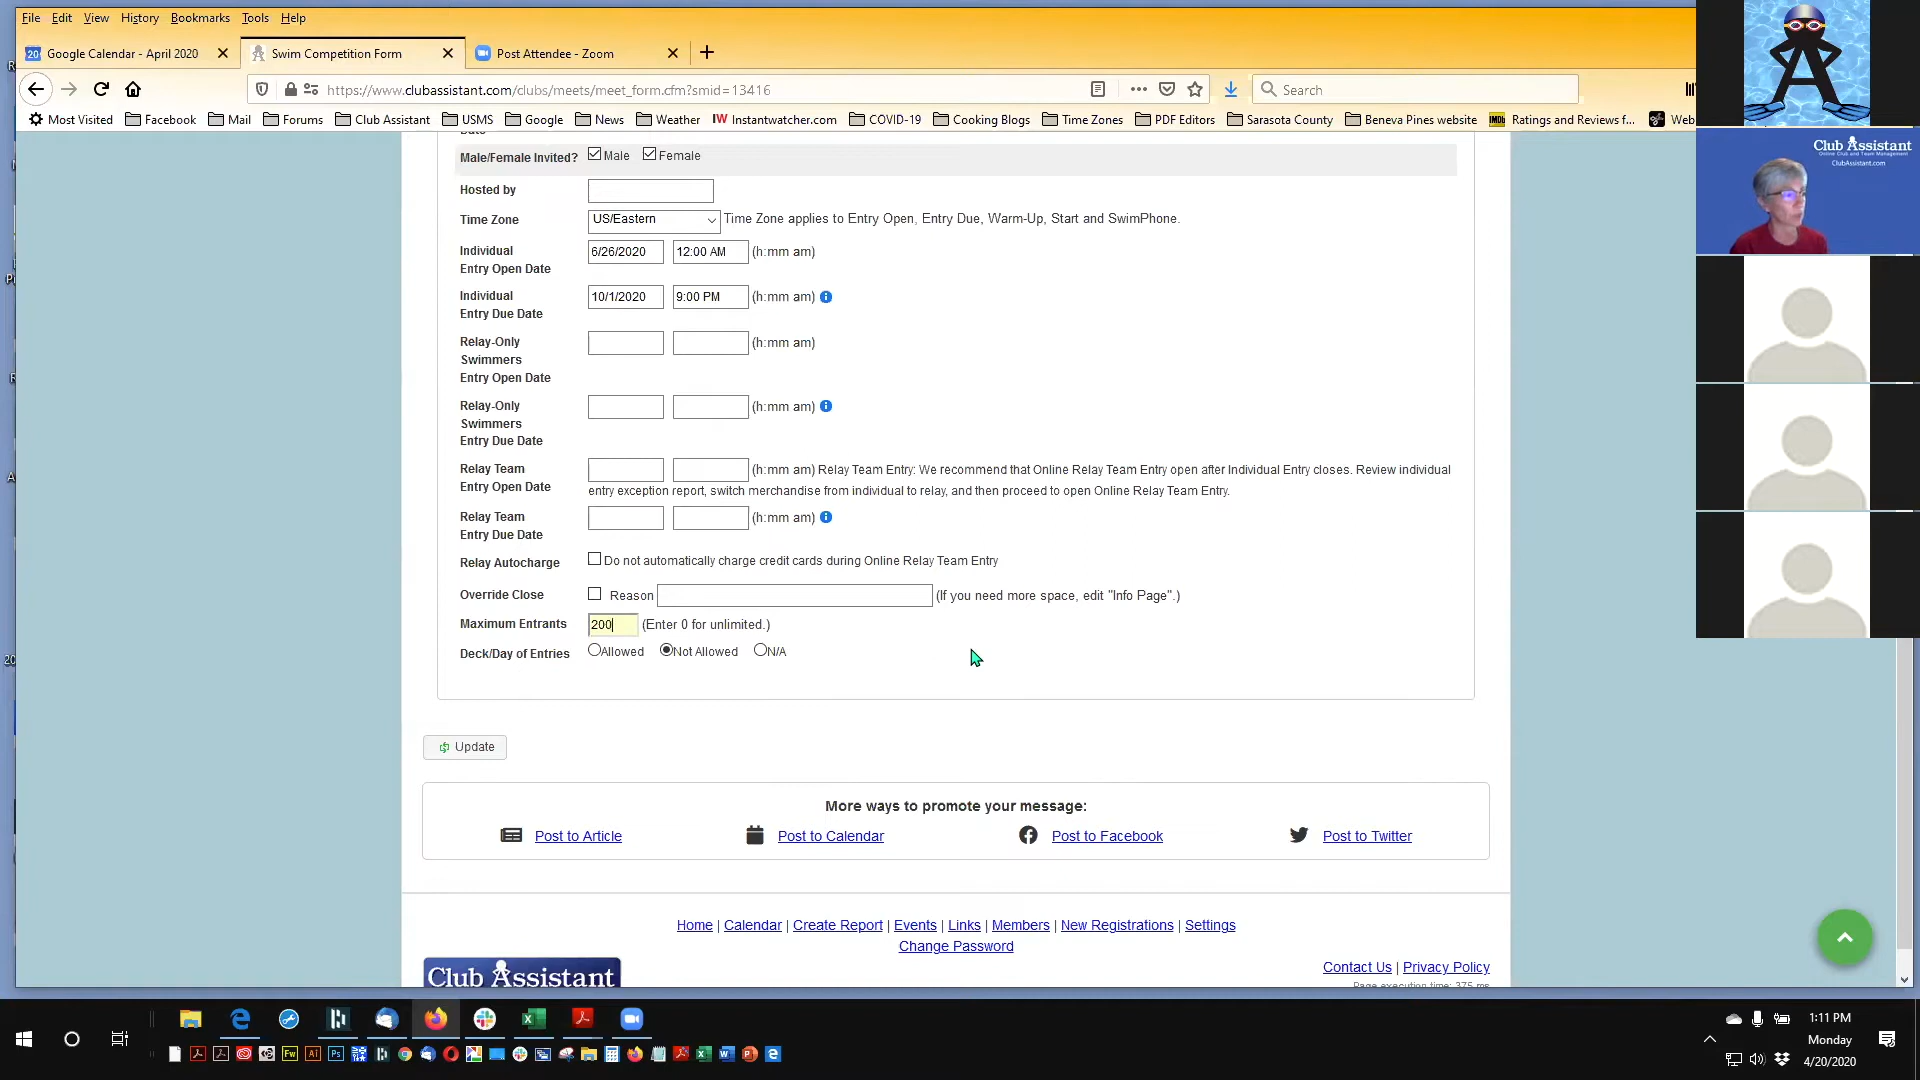 File Edit View History Bookmarks Tools Help
Google Calendar - April 2020
Swim Competition Form
Post Attendee - Zoom
https://www.clubassistant.com/clubs/meets/meet_form.cfm?smid=13416
Search
Most Visited Facebook Mail Forums Club Assistant USMS Google News Weather Instantwatcher.com COVID-19 Cooking Blogs Time Zones PDF Editors Sarasota County Beneva Pines website Ratings and Reviews f... Web
Club Assistant
Online Club and Team Management
ClubAssistant.com
Male/Female Invited? Male Female
Hosted by
Time Zone US/Eastern Time Zone applies to Entry Open, Entry Due, Warm-Up, Start and SwimPhone.
Individual
Entry Open Date 6/26/2020 12:00 AM (h:mm am)
Individual
Entry Due Date 10/1/2020 9:00 PM (h:mm am)
Relay-Only
Swimmers
Entry Open Date (h:mm am)
Relay-Only
Swimmers
Entry Due Date (h:mm am)
Relay Team
Entry Open Date (h:mm am) Relay Team Entry: We recommend that Online Relay Team Entry open after Individual Entry closes. Review individual
entry exception report, switch merchandise from individual to relay, and then proceed to open Online Relay Team Entry.
Relay Team
Entry Due Date (h:mm am)
Relay Autocharge Do not automatically charge credit cards during Online Relay Team Entry
Override Close Reason (If you need more space, edit "Info Page".)
Maximum Entrants 200 (Enter 0 for unlimited.)
Deck/Day of Entries Allowed Not Allowed N/A
Update
More ways to promote your message:
Post to Article Post to Calendar Post to Facebook Post to Twitter
Home | Calendar | Create Report | Events | Links | Members | New Registrations | Settings
Change Password
Club Assistant
Contact Us | Privacy Policy
Page execution time: 375 ms
1:11 PM
Monday
4/20/2020